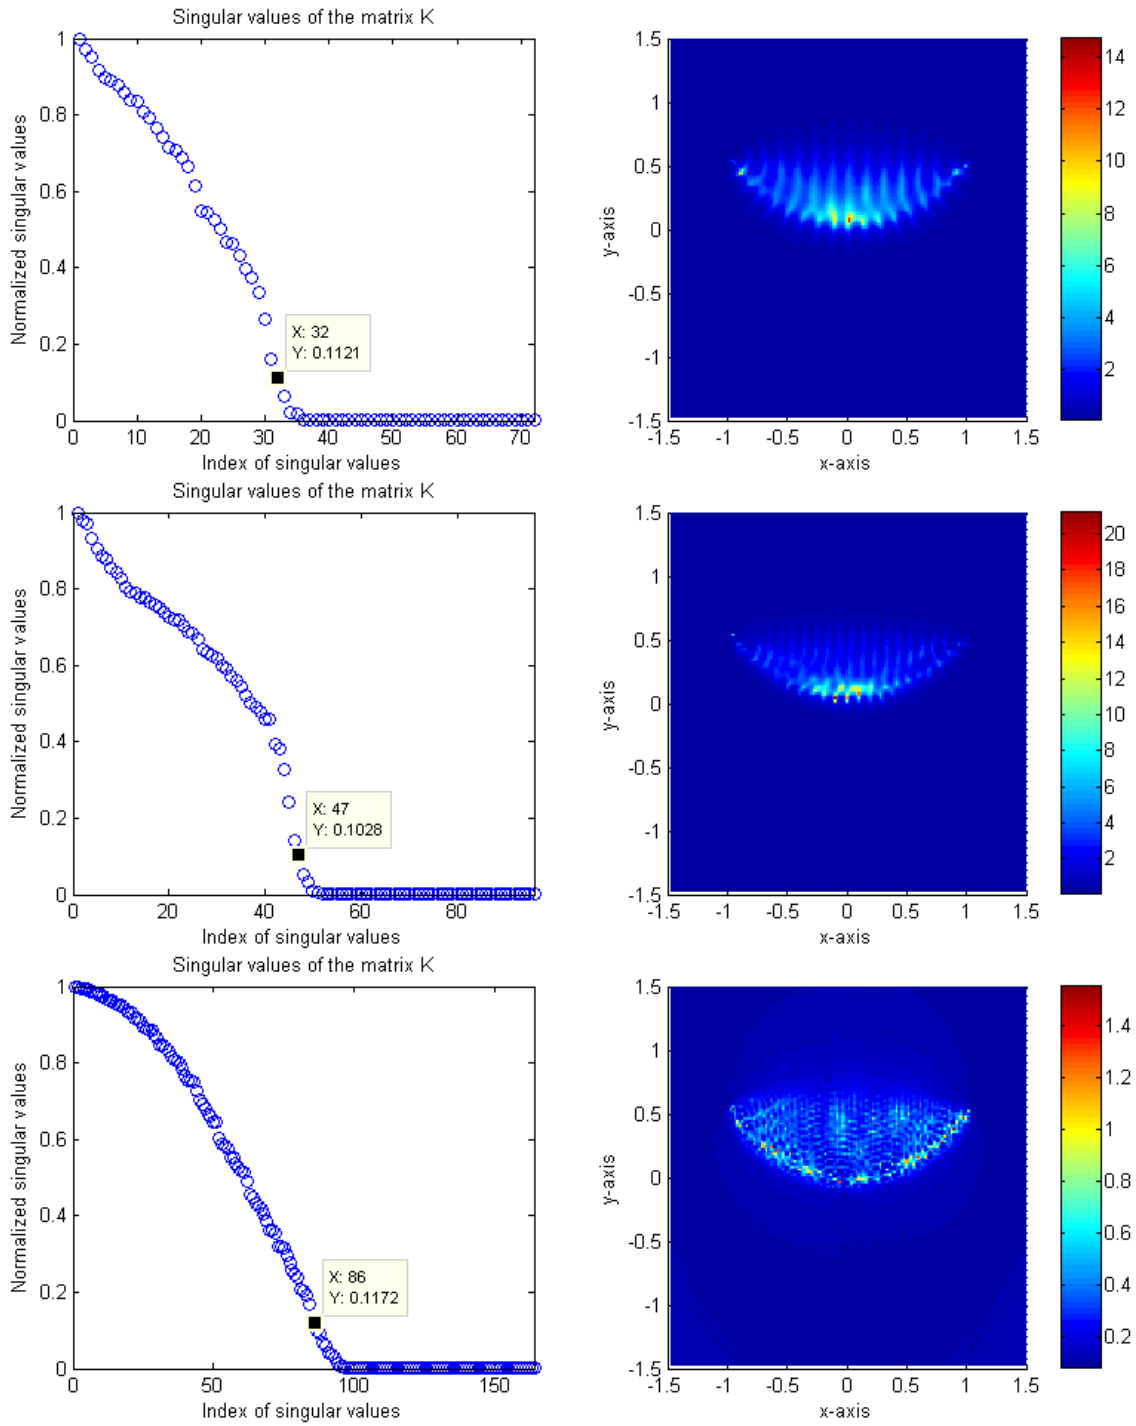 Singular values of the matrix K
1
0.8
0.6
0.4
0.2
0
Normalized singular values
X: 32
Y: 0.1121
0 10 20 30 40 50 60 70
Index of singular values
1.5
1
0.5
0
-0.5
-1
-1.5
y-axis
-1.5 -1 -0.5 0 0.5 1 1.5
x-axis
14
12
10
8
6
4
2
Singular values of the matrix K
1
0.8
0.6
0.4
0.2
0
Normalized singular values
X: 47
Y: 0.1028
0 20 40 60 80
Index of singular values
1.5
1
0.5
0
-0.5
-1
-1.5
y-axis
-1.5 -1 -0.5 0 0.5 1 1.5
x-axis
20
18
16
14
12
10
8
6
4
2
Singular values of the matrix K
1
0.8
0.6
0.4
0.2
0
Normalized singular values
X: 86
Y: 0.1172
0 50 100 150
Index of singular values
1.5
1
0.5
0
-0.5
-1
-1.5
y-axis
-1.5 -1 -0.5 0 0.5 1 1.5
x-axis
1.4
1.2
1
0.8
0.6
0.4
0.2